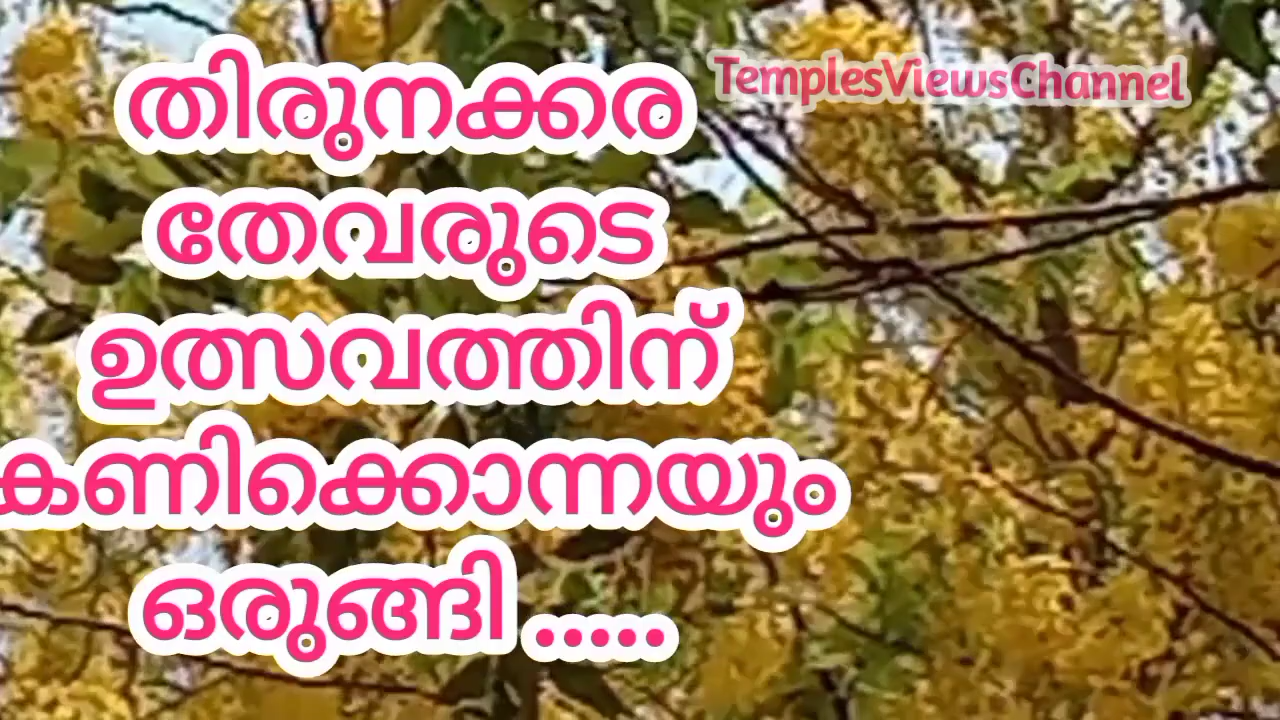 തിരുനക്കര
TemplesViewsChannel
തേവരുടെ
ഉത്സവത്തിന്
കണിക്കൊന്നയും
ഒരുങ്ങി .....